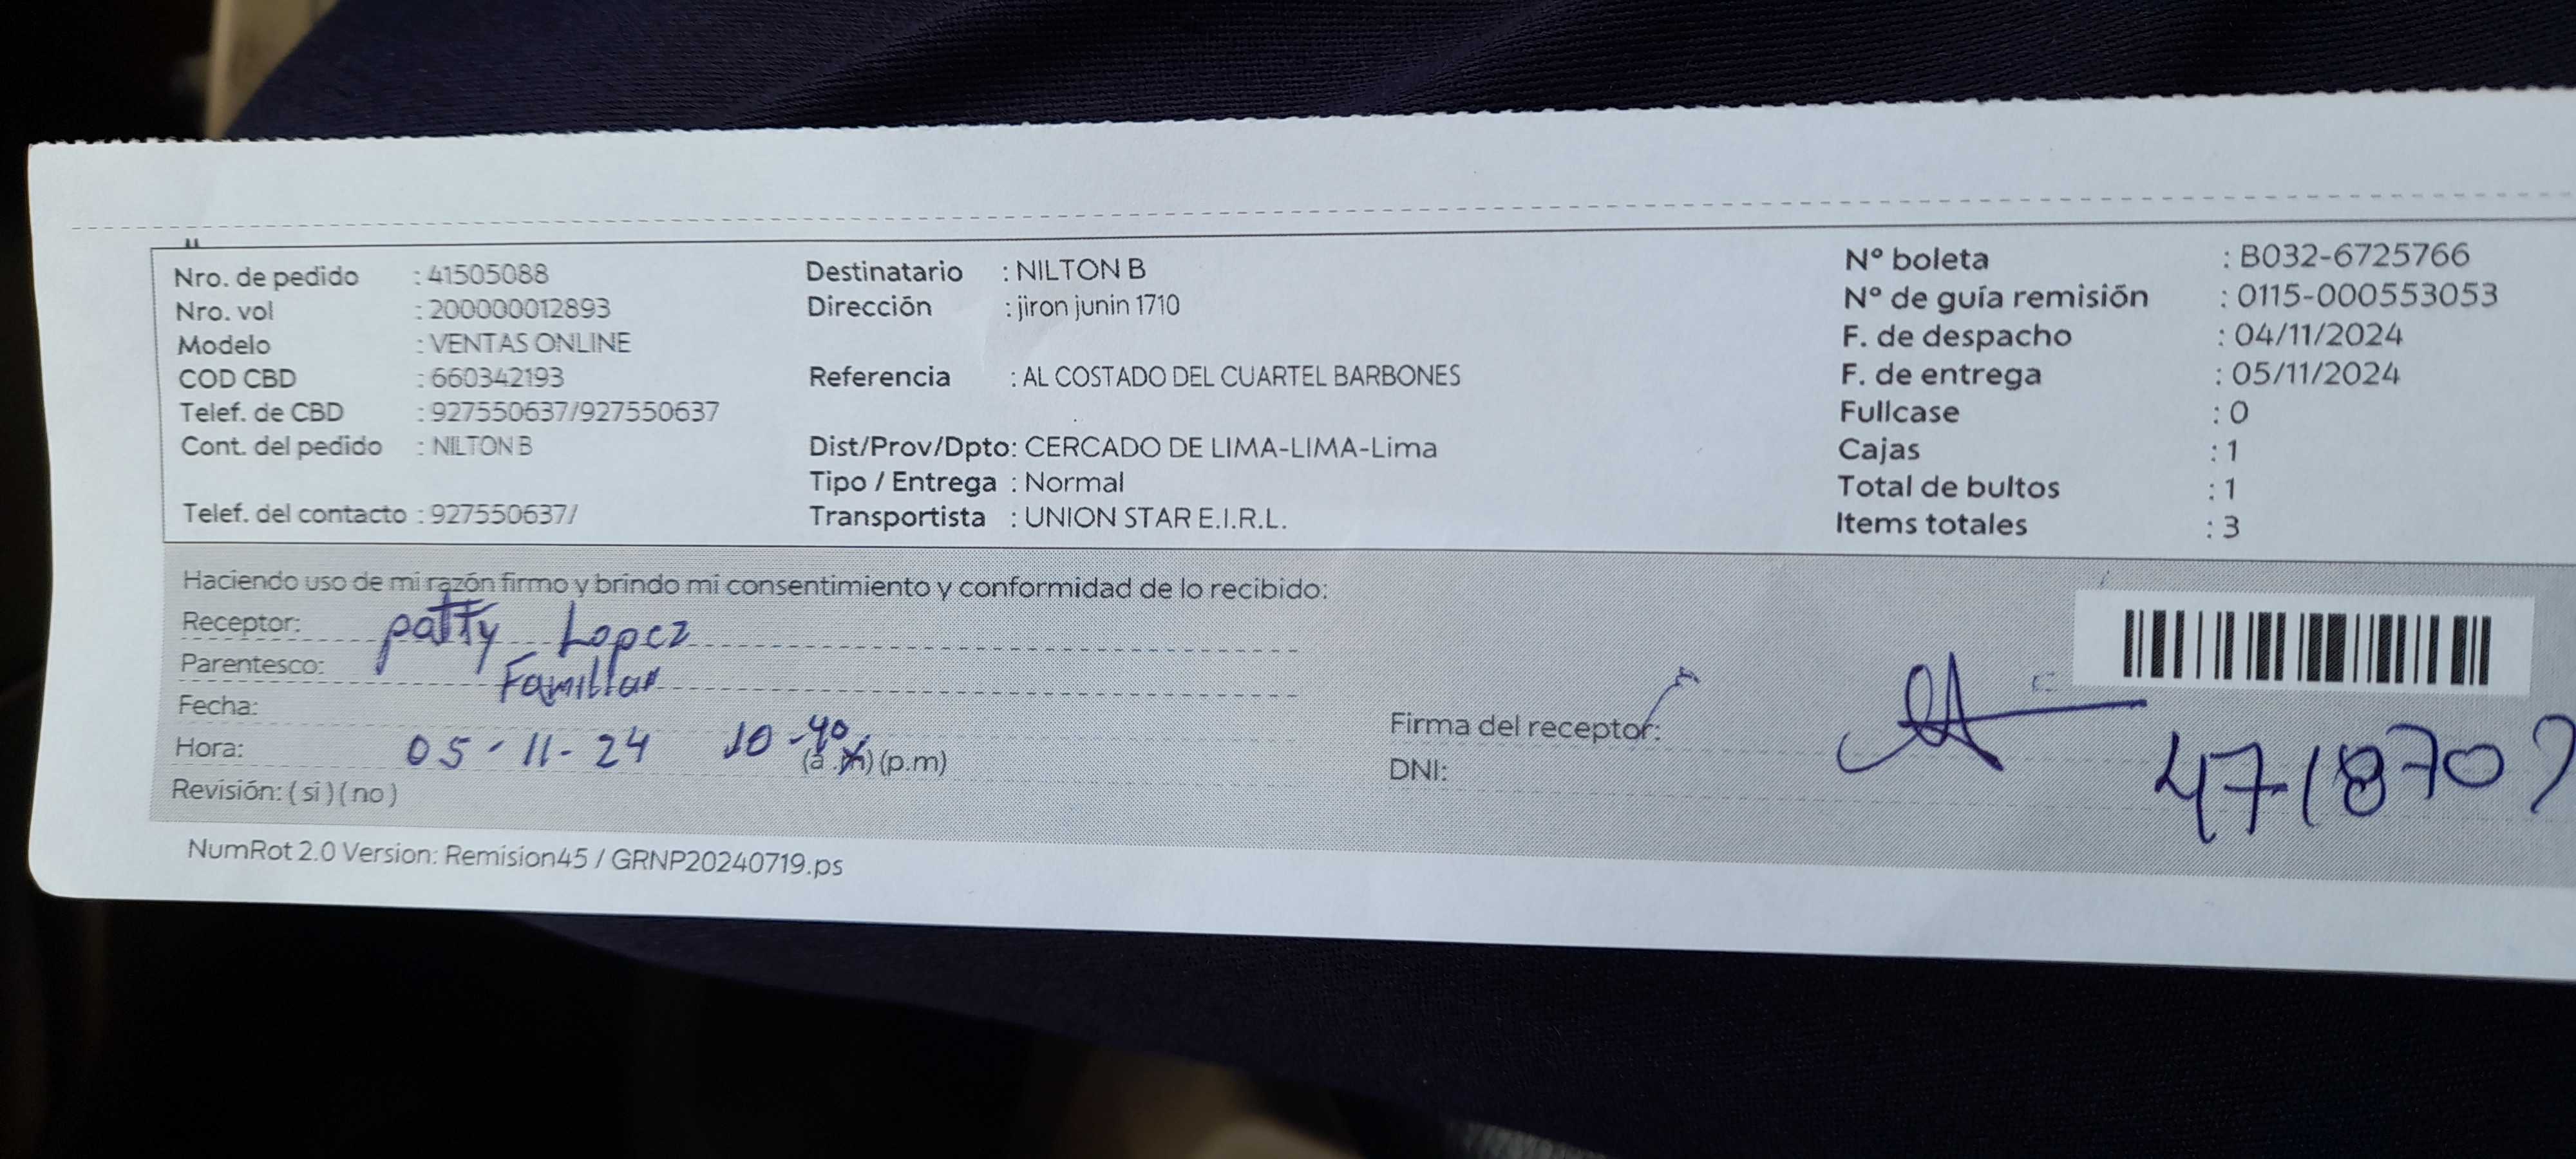 Nro. de pedido : 41505088
Nro. vol : 200000012893
Modelo : VENTAS ONLINE
COD CBD : 660342193
Telef. de CBD : 927550637/927550637
Cont. del pedido : NILTON B
Telef. del contacto : 927550637/
Destinatario : NILTON B
Dirección : jiron junin 1710
Referencia : AL COSTADO DEL CUARTEL BARBONES
Dist/Prov/Dpto: CERCADO DE LIMA-LIMA-Lima
Tipo / Entrega : Normal
Transportista : UNION STAR E.I.R.L.
Nº boleta : B032-6725766
Nº de guía remisión : 0115-000553053
F. de despacho : 04/11/2024
F. de entrega : 05/11/2024
Fullcase : 0
Cajas : 1
Total de bultos : 1
Items totales : 3
Haciendo uso de mi razón firmo y brindo mi consentimiento y conformidad de lo recibido:
Receptor: patty Lopez
Parentesco: Familiar
Fecha:
Hora: 05-11-24 10-40 (a.m) (p.m)
Revisión: ( si ) ( no )
Firma del receptor:
DNI: 471870
NumRot 2.0 Version: Remision45 / GRNP20240719.ps